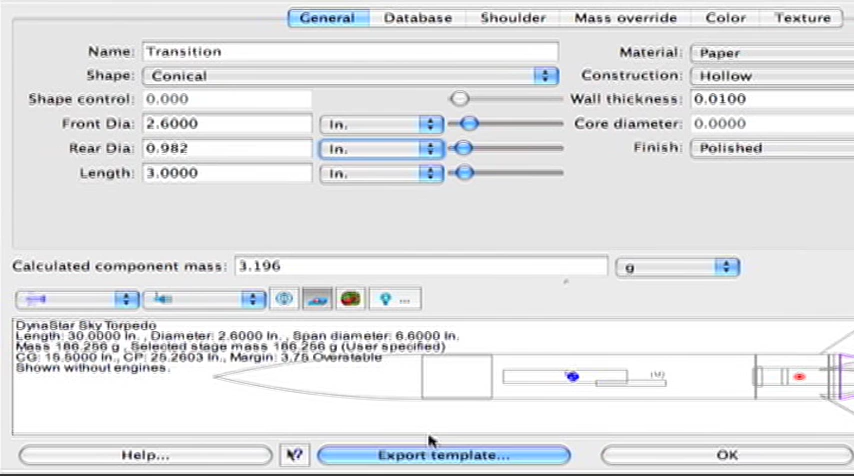 General Database Shoulder Mass override Color Texture
Name: Transition Material: Paper
Shape: Conical Construction: Hollow
Shape control: 0.000 Wall thickness: 0.0100
Front Dia: 2.6000 In. Core diameter: 0.0000
Rear Dia: 0.982 In. Finish: Polished
Length: 3.0000 In.
Calculated component mass: 3.196 g
...
DynaStar Sky Torpedo
Length: 30.0000 In., Diameter: 2.6000 In., Span diameter: 6.6000 In.
Mass 186.256 g, Selected stage mass 186.256 g (User specified)
CG: 15.5000 In., CP: 25.2603 In., Margin: 3.75 Overstable
Shown without engines.
Help... ? Export template... OK